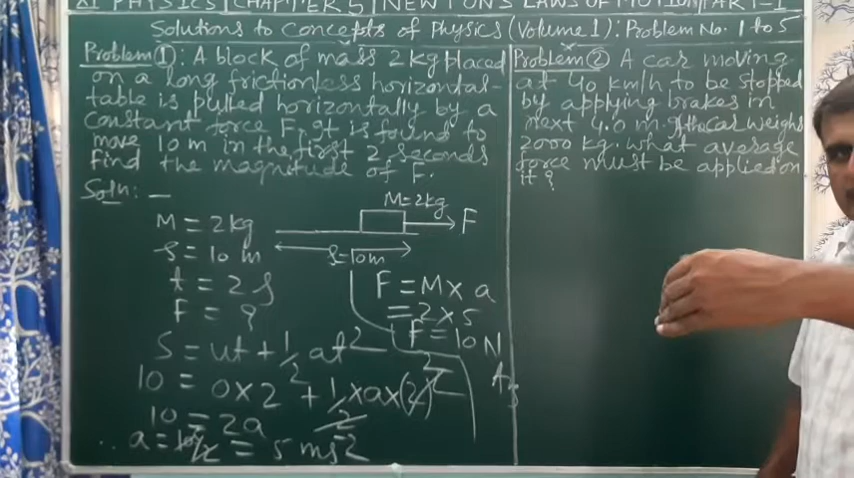 XI PHYSICS | CHAPTER 5 | NEWTON'S LAWS OF MOTION | PART-1
Solutions to concepts of Physics (Volume 1): Problem No. 1 to 5
Problem ①: A block of mass 2 kg placed
on a long frictionless horizontal-
table is pulled horizontally by a
constant force F. It is found to
move 10 m in the first 2 seconds
find the magnitude of F.
Soln: —
M = 2kg
S = 10 m
t = 2 s
F = ?
M = 2kg
F
S = 10m
S = ut + 1/2 at²
10 = 0x2 + 1/2 x a x (2)²
10 = 2a
∴ a = 10/2 = 5 ms-2
F = M x a
= 2 x 5
F = 10 N
Ans
Problem ② A car moving
at 40 km/h to be stopped
by applying brakes in
next 4.0 m. If the car weighs
2000 kg. what average
force must be applied on
it ?